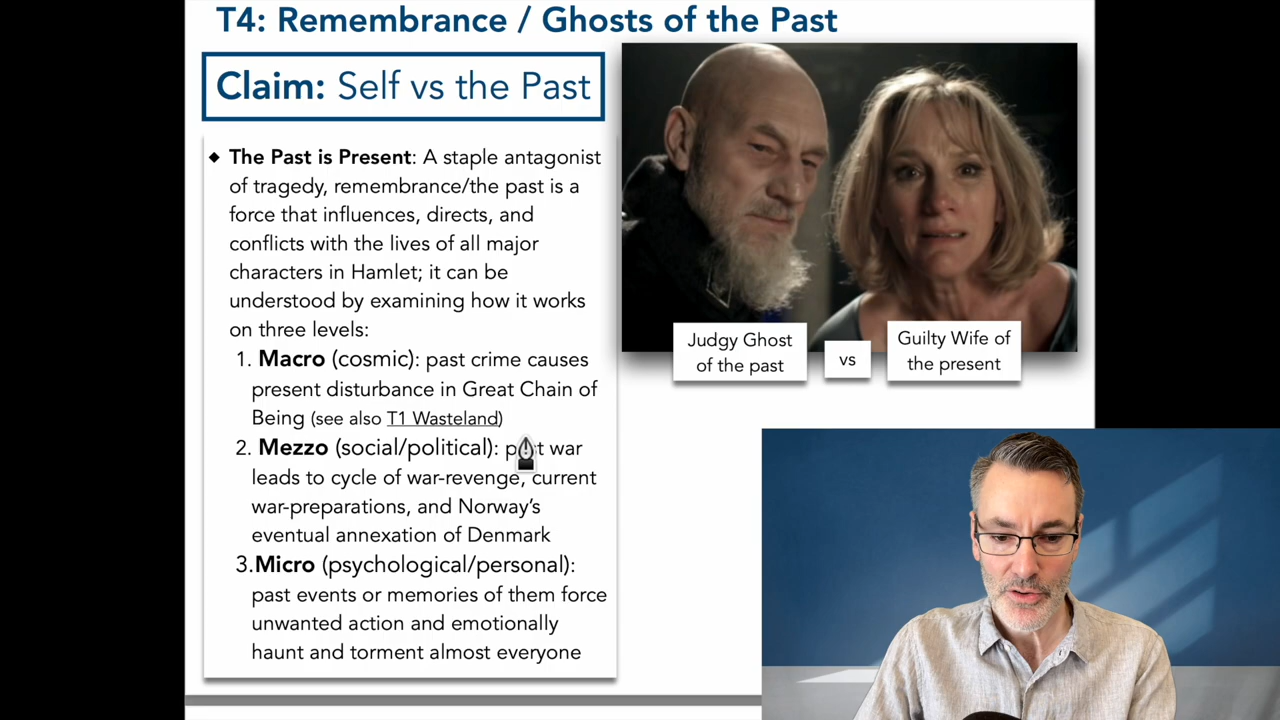 T4: Remembrance / Ghosts of the Past
Claim: Self vs the Past
◆ The Past is Present: A staple antagonist
of tragedy, remembrance/the past is a
force that influences, directs, and
conflicts with the lives of all major
characters in Hamlet; it can be
understood by examining how it works
on three levels:
1. Macro (cosmic): past crime causes
present disturbance in Great Chain of
Being (see also T1 Wasteland)
2. Mezzo (social/political): past war
leads to cycle of war-revenge, current
war-preparations, and Norway’s
eventual annexation of Denmark
3.Micro (psychological/personal):
past events or memories of them force
unwanted action and emotionally
haunt and torment almost everyone
Judgy Ghost
of the past
vs
Guilty Wife of
the present